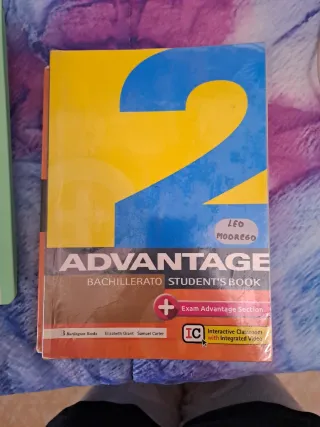 2
LEO
MODREGO
ADVANTAGE
BACHILLERATO STUDENT'S BOOK
+ Exam Advantage Section
IC Interactive Classroom
with Integrated Video
Burlington Books Elizabeth Grant Samuel Carter